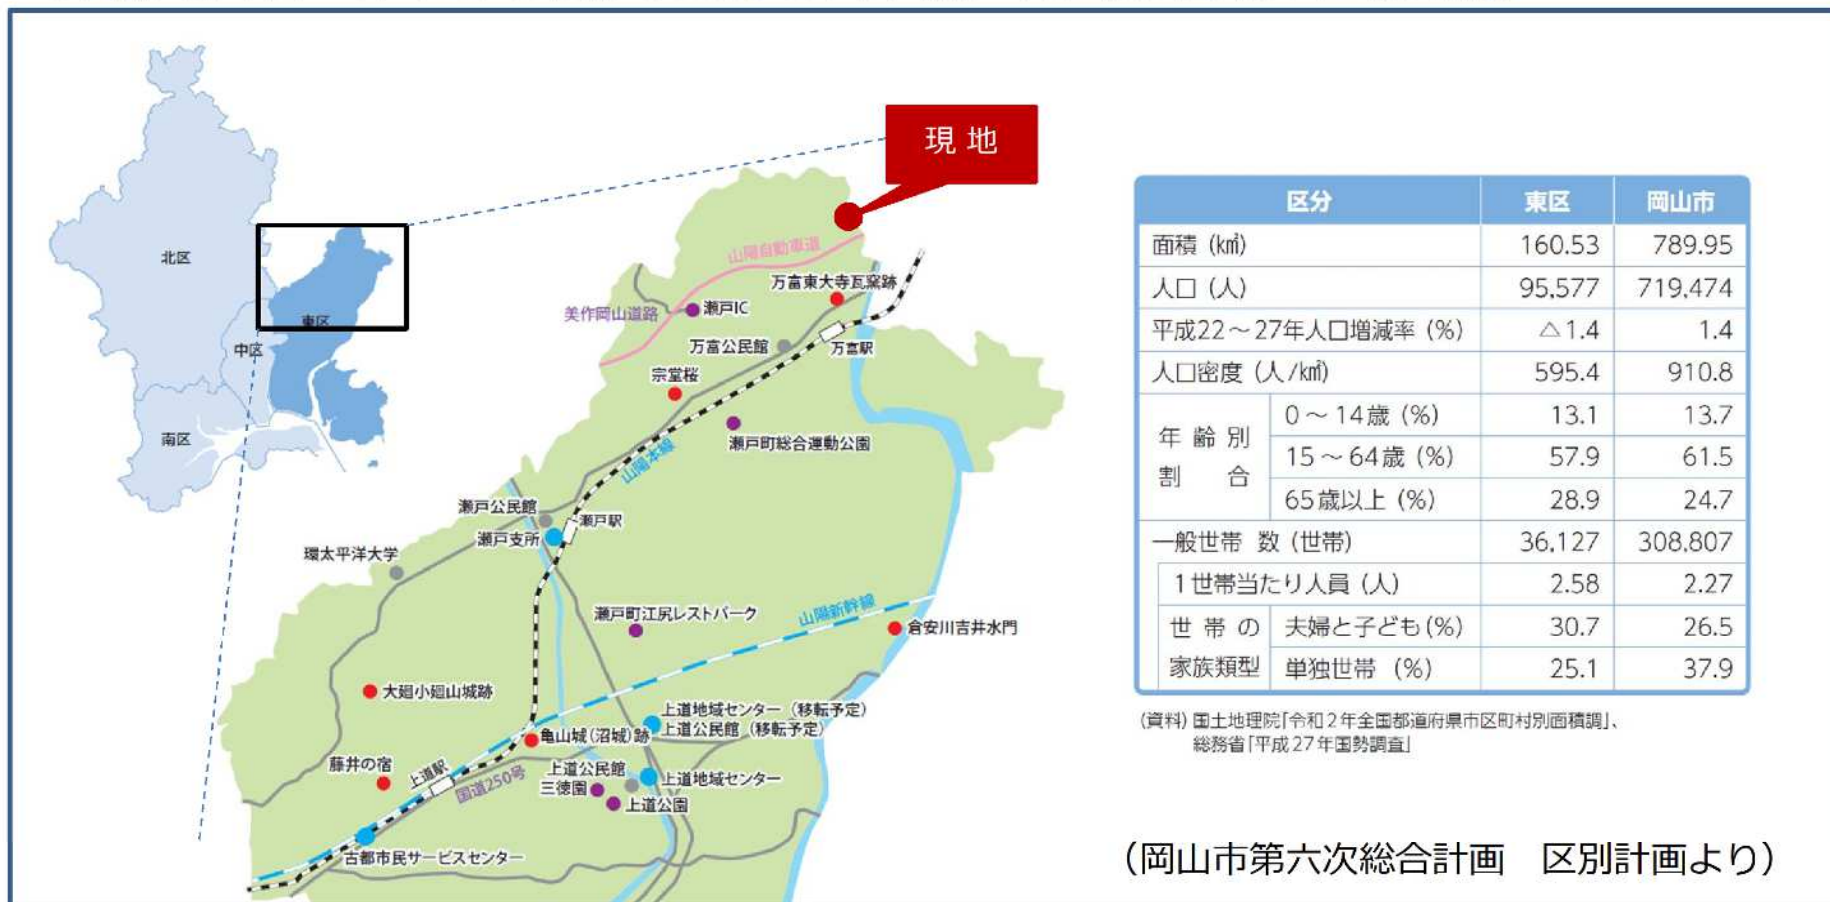 現 地
北区
東区
中区
南区
山陽自動車道
万富東大寺瓦窯跡
美作岡山道路
瀬戸IC
万富公民館
万富駅
宗堂桜
瀬戸町総合運動公園
山陽本線
瀬戸公民館
瀬戸駅
瀬戸支所
環太平洋大学
瀬戸町江尻レストパーク
山陽新幹線
倉安川吉井水門
大廻小廻山城跡
上道地域センター（移転予定）
上道公民館（移転予定）
亀山城(沼城)跡
藤井の宿
上道駅
国道250号
上道公民館
上道地域センター
三徳園
上道公園
古都市民サービスセンター
区分 東区 岡山市
面積（㎢） 160.53 789.95
人口（人） 95,577 719,474
平成22～27年人口増減率（%） △1.4 1.4
人口密度（人/㎢） 595.4 910.8
年齢別割合 0～14歳（%） 13.1 13.7
15～64歳（%） 57.9 61.5
65歳以上（%） 28.9 24.7
一般世帯 数（世帯） 36,127 308,807
1世帯当たり人員（人） 2.58 2.27
世帯の家族類型 夫婦と子ども(%) 30.7 26.5
単独世帯 （%） 25.1 37.9
(資料) 国土地理院「令和2年全国都道府県市区町村別面積調」、
総務省「平成27年国勢調査」
（岡山市第六次総合計画　区別計画より）